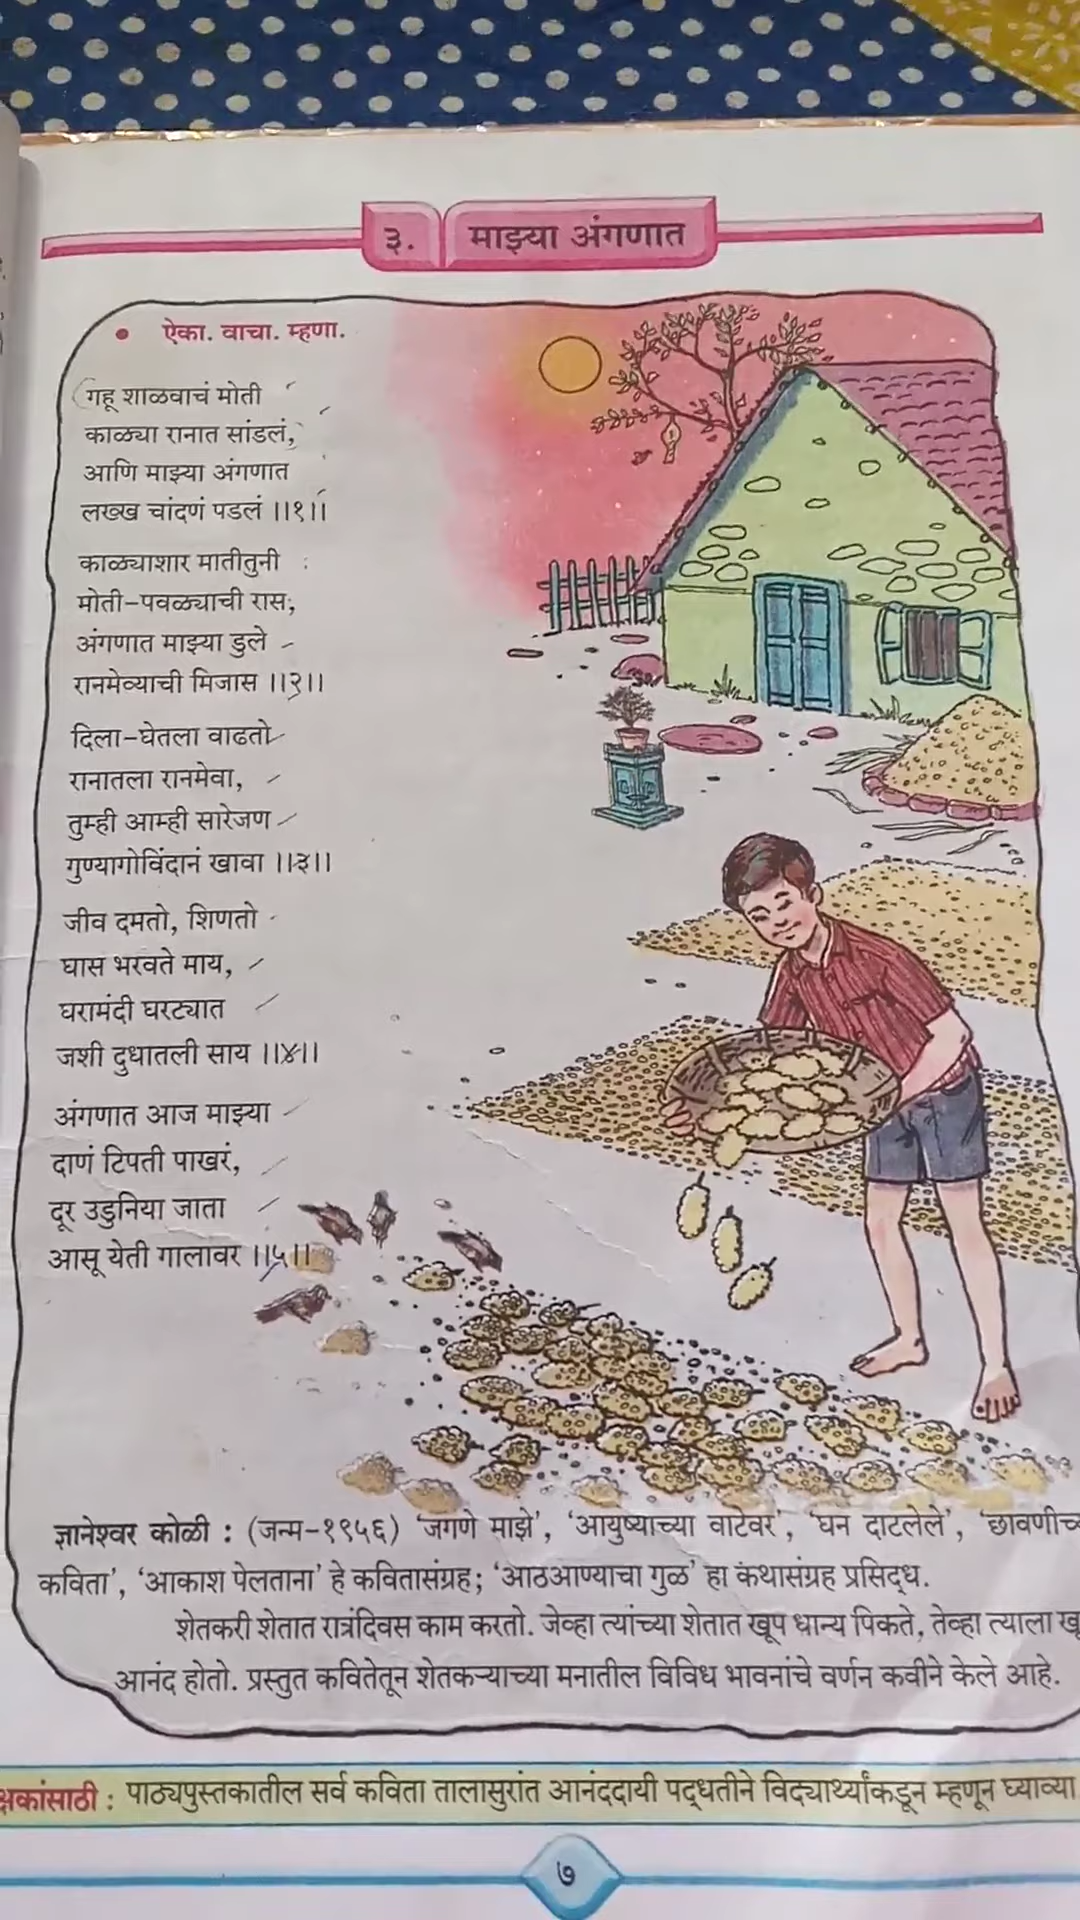 ३. माझ्या अंगणात
• ऐका. वाचा. म्हणा.
गहू शाळवाचं मोती
काळ्या रानात सांडलं,
आणि माझ्या अंगणात
लख्ख चांदणं पडलं ।।१।।
काळ्याशार मातीतुनी
मोती-पवळ्याची रास;
अंगणात माझ्या डुले
रानमेव्याची मिजास ।।२।।
दिला-घेतला वाढतो
रानातला रानमेवा,
तुम्ही आम्ही सारेजण
गुण्यागोविंदानं खावा ।।३।।
जीव दमतो, शिणतो
घास भरवते माय,
घरामंदी घरट्यात
जशी दुधातली साय ।।४।।
अंगणात आज माझ्या
दाणं टिपती पाखरं,
दूर उडुनिया जाता
आसू येती गालावर ।।५।।
ज्ञानेश्वर कोळी : (जन्म-१९५६) 'जगणे माझे', 'आयुष्याच्या वाटेवर', 'घन दाटलेले', 'छावणीच
कविता', 'आकाश पेलताना' हे कवितासंग्रह; 'आठआण्याचा गुळ' हा कथासंग्रह प्रसिद्ध.
शेतकरी शेतात रात्रंदिवस काम करतो. जेव्हा त्यांच्या शेतात खूप धान्य पिकते, तेव्हा त्याला खू
आनंद होतो. प्रस्तुत कवितेतून शेतकऱ्याच्या मनातील विविध भावनांचे वर्णन कवीने केले आहे.
क्षकांसाठी : पाठ्यपुस्तकातील सर्व कविता तालासुरांत आनंददायी पद्धतीने विद्यार्थ्यांकडून म्हणून घ्याव्या
७